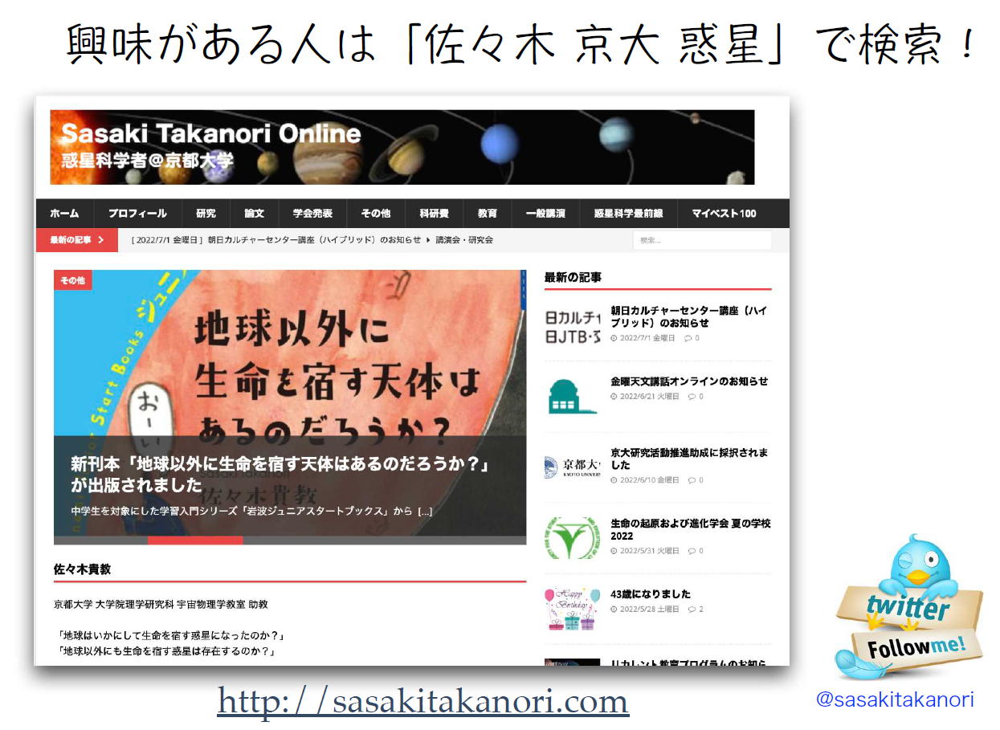 興味がある人は「佐々木 京大 惑星」で検索！
Sasaki Takanori Online
惑星科学者@京都大学
ホーム プロフィール 研究 論文 学会発表 その他 科研費 教育 一般講演 惑星科学最前線 マイベスト100
最新の記事 [ 2022/7/1 金曜日 ] 朝日カルチャーセンター講座（ハイブリッド）のお知らせ 講演会・研究会 検索...
その他
ジュニ
Start Books
地球以外に
生命を宿す天体は
あるのだろうか？
おーい
Sasaki Takanori
佐々木貴教
新刊本「地球以外に生命を宿す天体はあるのだろうか？」
が出版されました
中学生を対象にした学習入門シリーズ「岩波ジュニアスタートブックス」から [...]
佐々木貴教
京都大学 大学院理学研究科 宇宙物理学教室 助教
「地球はいかにして生命を宿す惑星になったのか？」
「地球以外にも生命を宿す惑星は存在するのか？」
最新の記事
日カルチャ
日JTB・
朝日カルチャーセンター講座（ハイ
ブリッド）のお知らせ
2022/7/1 金曜日 0
金曜天文講話オンラインのお知らせ
2022/6/21 火曜日 0
京都大
KYOTO UNIVER
京大研究活動推進助成に採択されま
した
2022/6/10 金曜日 0
生命の起原および進化学会 夏の学校
2022
2022/5/31 火曜日 0
Happy
Birthday
43歳になりました
2022/5/28 土曜日 2
リカレント教育プログラムのお知ら
twitter
Followme!
http://sasakitakanori.com
@sasakitakanori